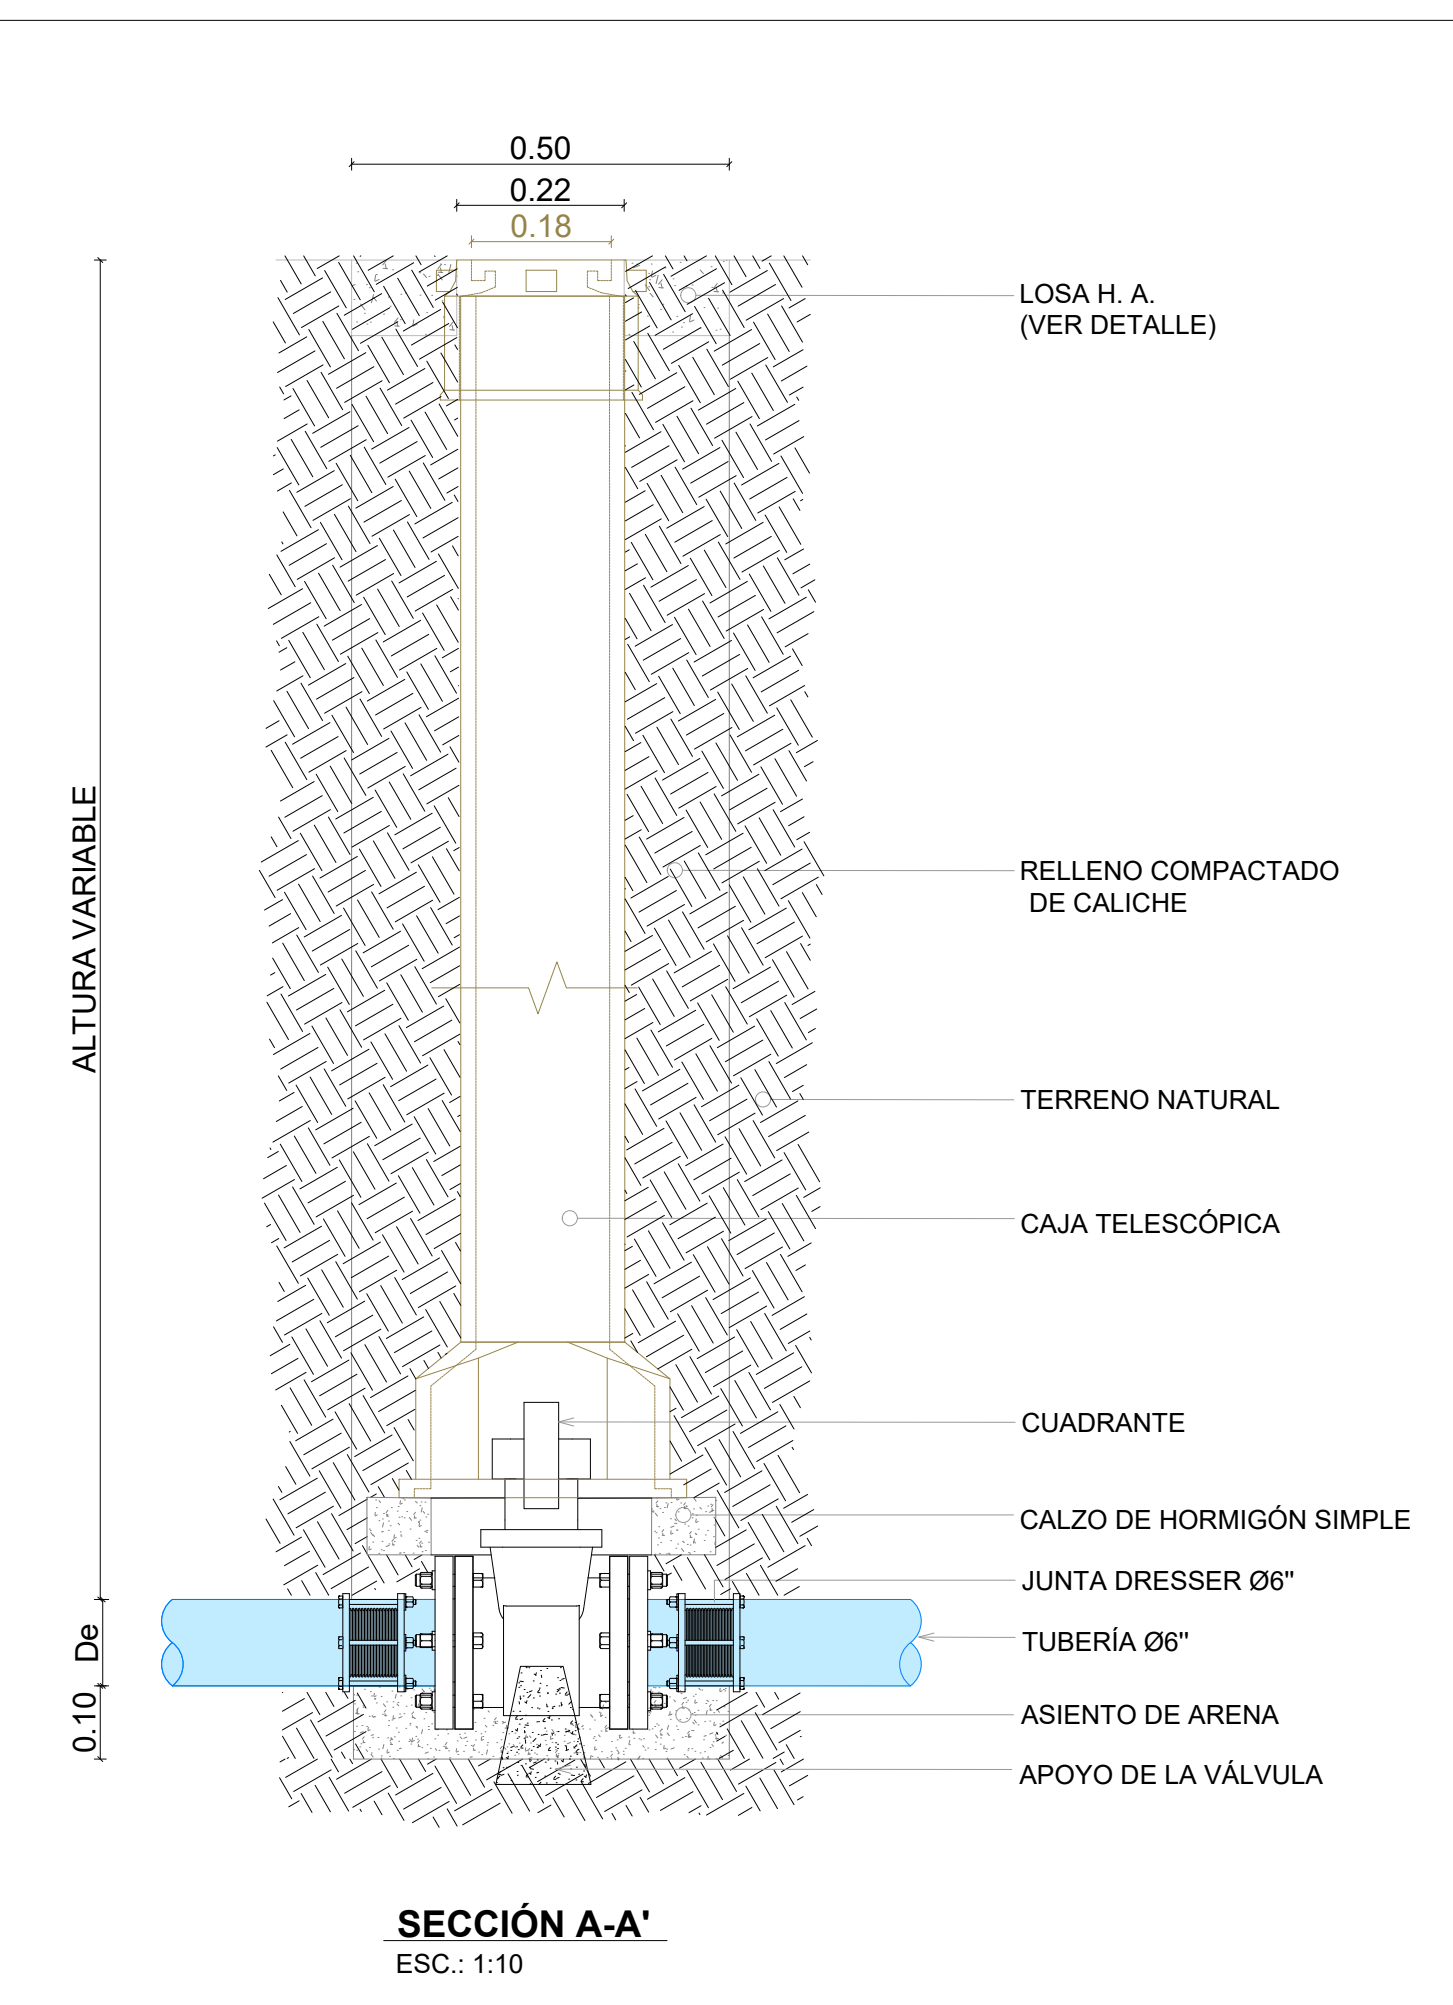 0.50
0.22
0.18
LOSA H. A.
(VER DETALLE)
RELLENO COMPACTADO
DE CALICHE
ALTURA VARIABLE
TERRENO NATURAL
CAJA TELESCÓPICA
CUADRANTE
CALZO DE HORMIGÓN SIMPLE
JUNTA DRESSER Ø6"
De
TUBERÍA Ø6"
0.10
ASIENTO DE ARENA
APOYO DE LA VÁLVULA
SECCIÓN A-A'
ESC.: 1:10